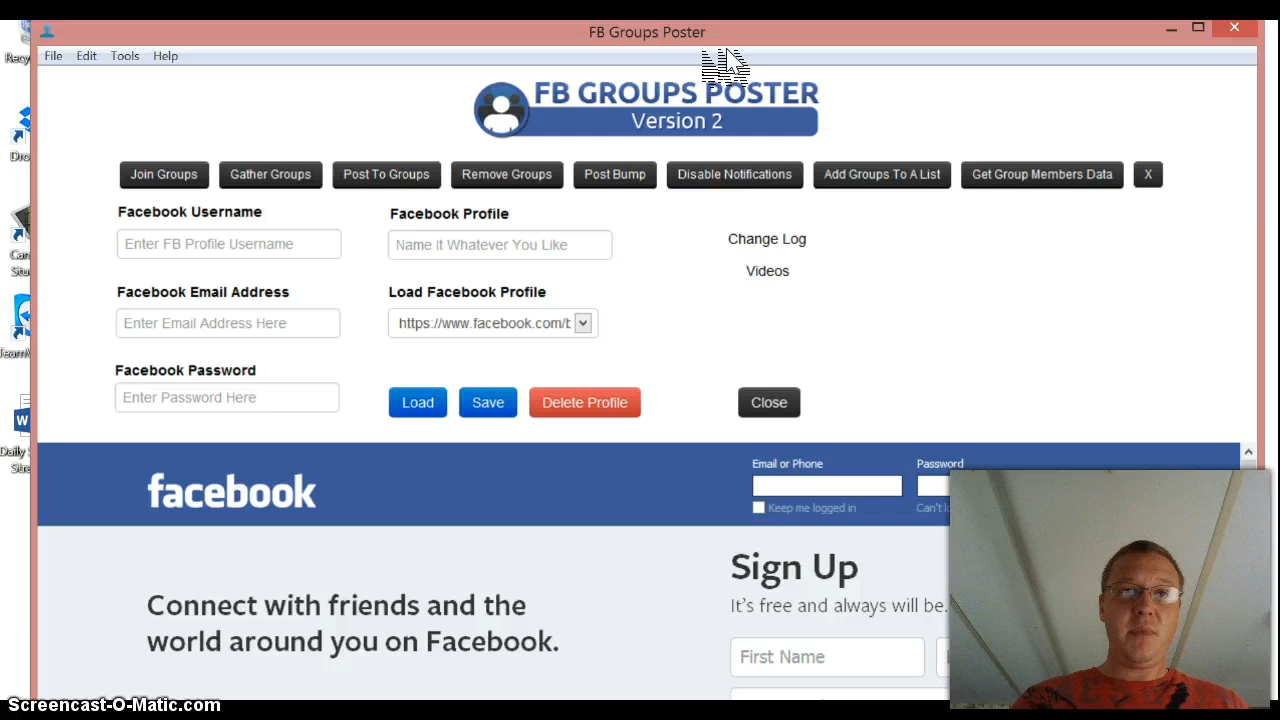 FB Groups Poster
File Edit Tools Help
FB GROUPS POSTER
Version 2
Join Groups Gather Groups Post To Groups Remove Groups Post Bump Disable Notifications Add Groups To A List Get Group Members Data X
Facebook Username Facebook Profile
Enter FB Profile Username Name It Whatever You Like
Change Log
Videos
Facebook Email Address Load Facebook Profile
Enter Email Address Here https://www.facebook.com/t
Facebook Password
Enter Password Here
Load Save Delete Profile Close
Email or Phone Password
facebook
Keep me logged in Can't
Sign Up
It's free and always will be.
Connect with friends and the
world around you on Facebook.
First Name
Screencast-O-Matic.com